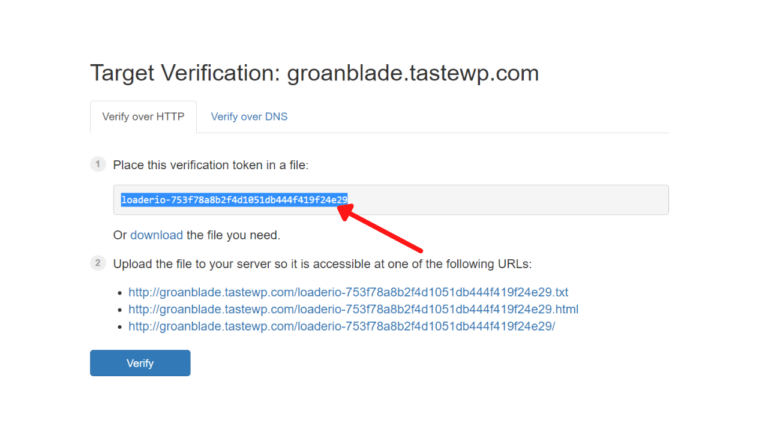 Target Verification: groanblade.tastewp.com
Verify over HTTP
Verify over DNS
1 Place this verification token in a file:
loaderio-753f78a8b2f4d1051db444f419f24e29
Or download the file you need.
2 Upload the file to your server so it is accessible at one of the following URLs:
• http://groanblade.tastewp.com/loaderio-753f78a8b2f4d1051db444f419f24e29.txt
• http://groanblade.tastewp.com/loaderio-753f78a8b2f4d1051db444f419f24e29.html
• http://groanblade.tastewp.com/loaderio-753f78a8b2f4d1051db444f419f24e29/
Verify